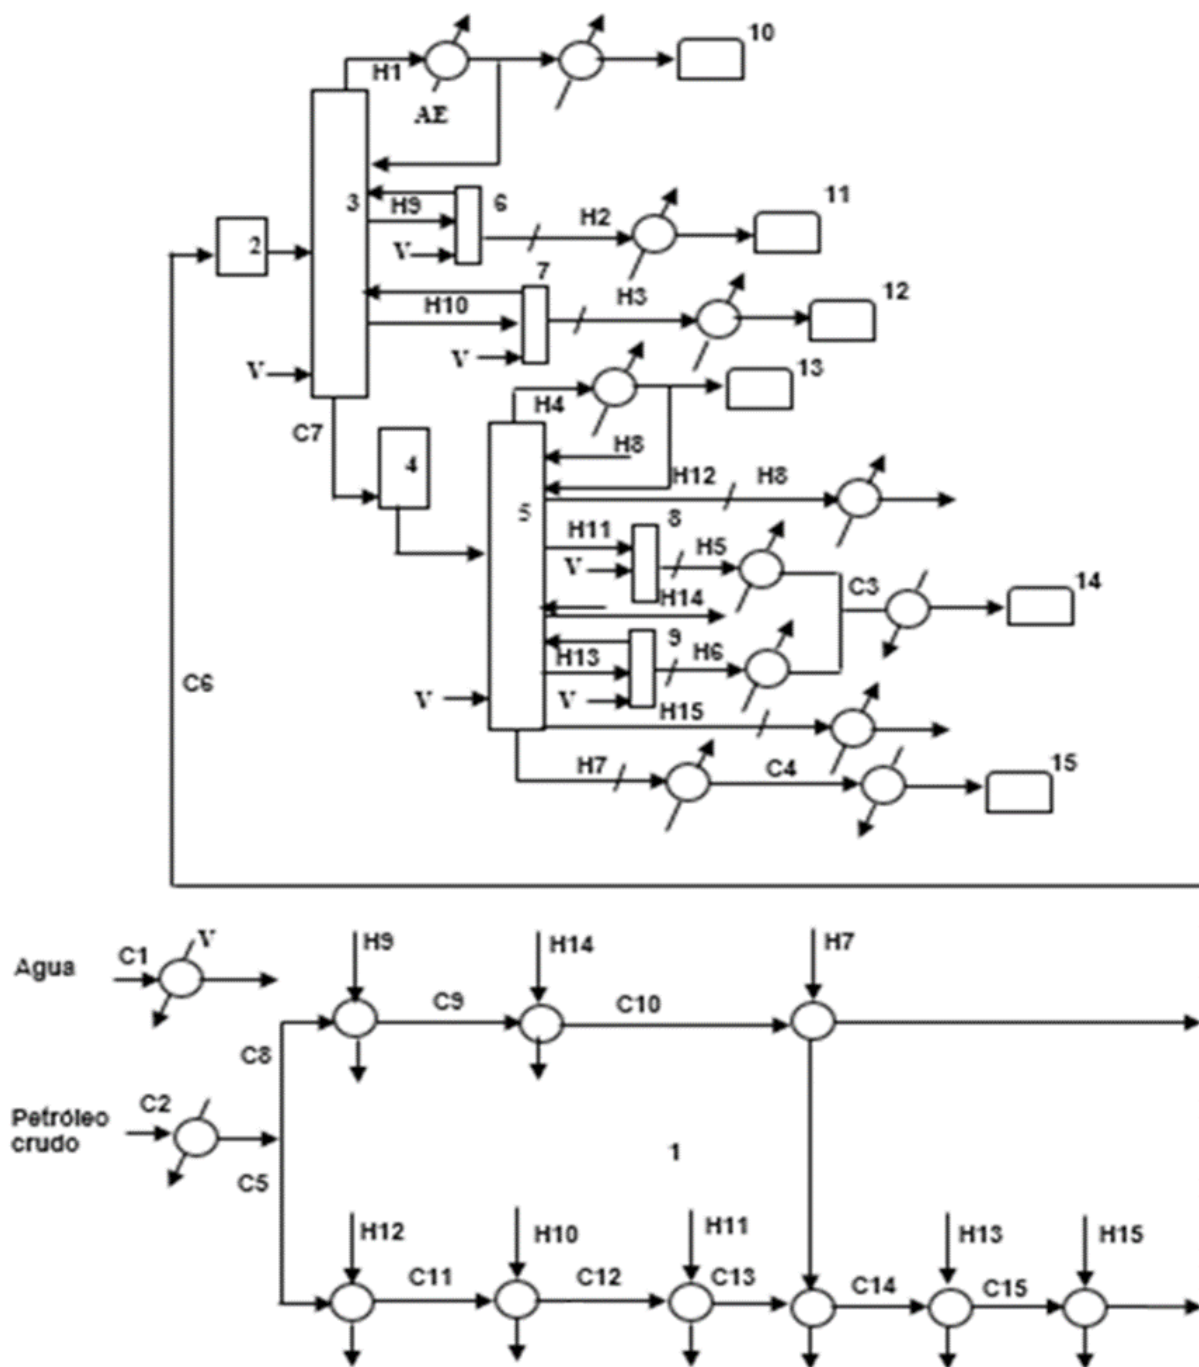 10
H1
AE
3
H9
6
H2
11
V
2
7
H10
H3
12
V
V
13
H4
C7
H8
4
H12
H8
5
8
H11
H5
V
C3
14
H14
9
H13
H6
C6
V
V
H15
H7
C4
15
C1
V
Agua
H9
H14
H7
C9
C10
C8
C2
Petróleo
crudo
1
C5
H12
H10
H11
H13
H15
C11
C12
C13
C14
C15